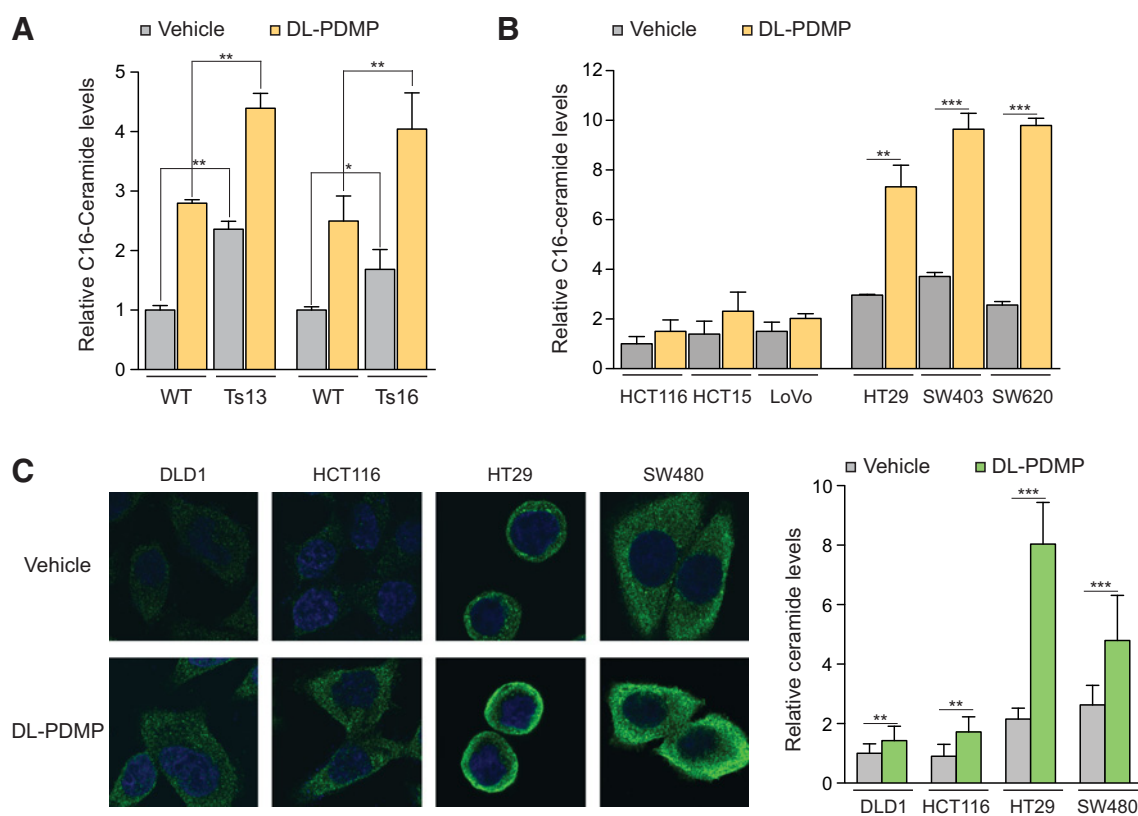 A
Vehicle
DL-PDMP
Relative C16-Ceramide levels
5
4
3
2
1
0
**
**
**
*
WT
Ts13
WT
Ts16
B
Vehicle
DL-PDMP
Relative C16-ceramide levels
12
10
8
6
4
2
0
**
***
***
HCT116
HCT15
LoVo
HT29
SW403
SW620
C
DLD1
HCT116
HT29
SW480
Vehicle
DL-PDMP
Vehicle
DL-PDMP
Relative ceramide levels
10
8
6
4
2
0
**
**
***
***
DLD1
HCT116
HT29
SW480